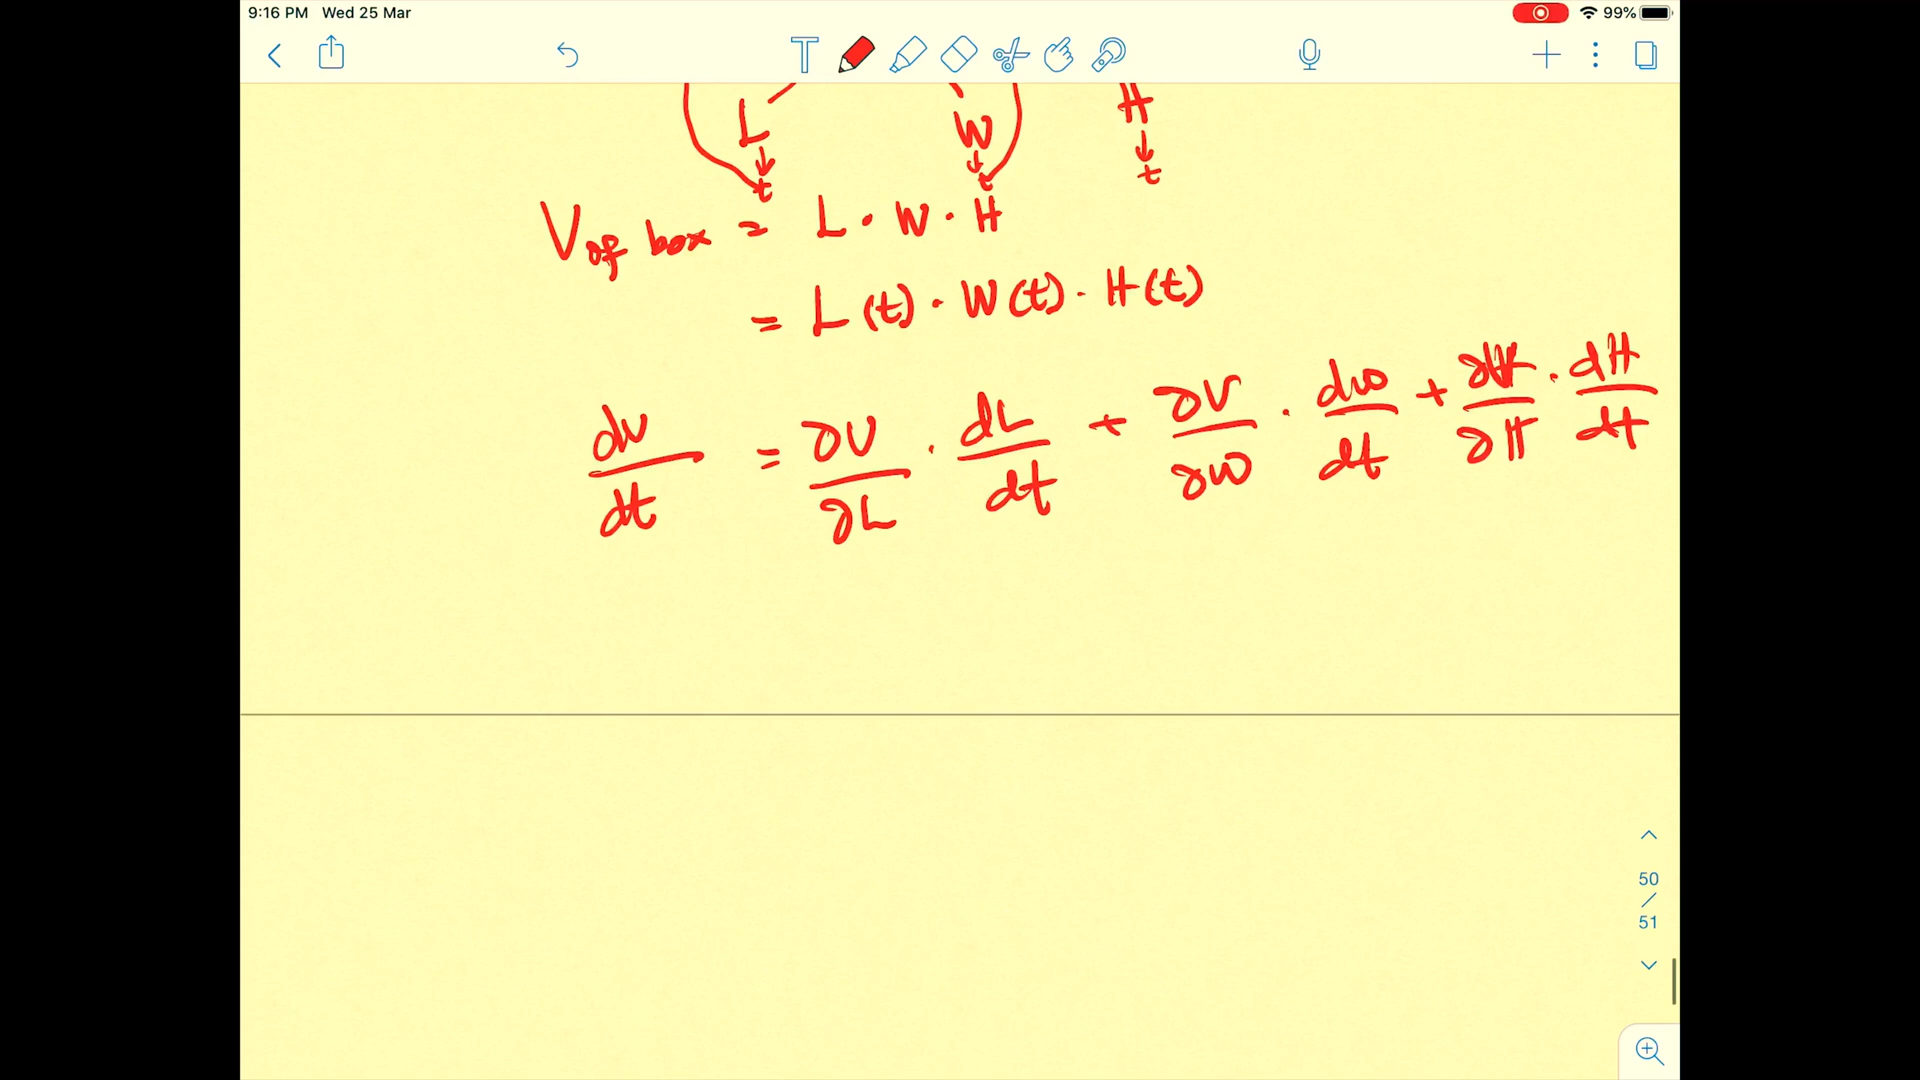 9:16 PM Wed 25 Mar 99%
T
L W H
↓ ↓ ↓
t t t
V of box = L · W · H
= L(t) · W(t) · H(t)
dv/dt = ∂V/∂L · dL/dt + ∂V/∂W · dW/dt + ∂V/∂H · dH/dt
50
/
51